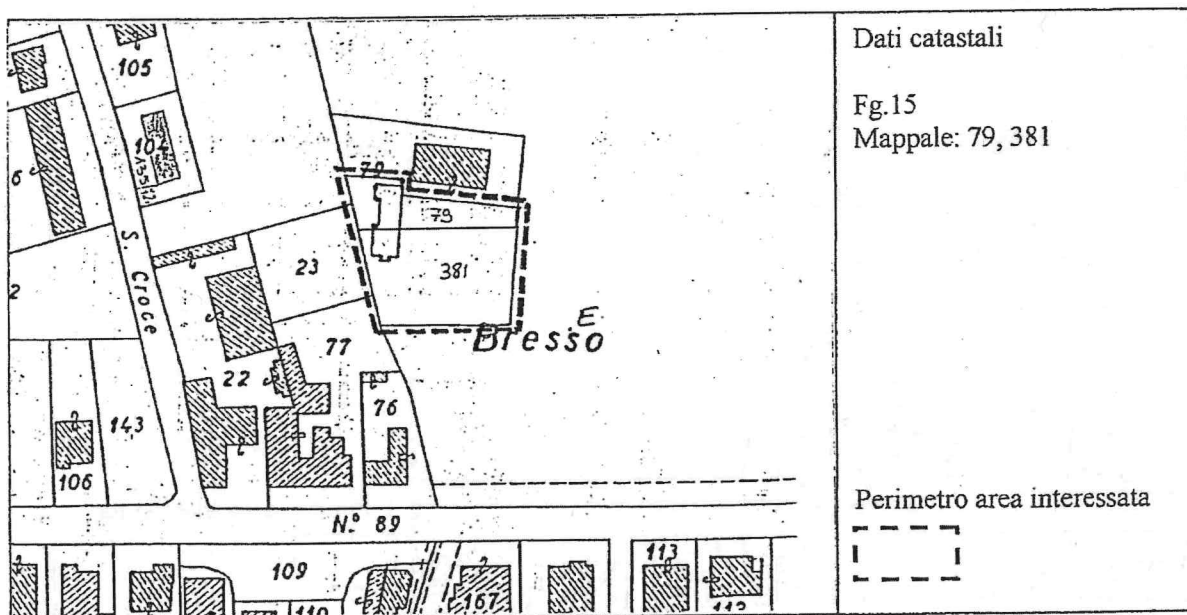 Dati catastali
Fg.15
Mappale: 79, 381
Perimetro area interessata
105
104
6
S. Croce
23
79
79
381
E
Bresso
2
77
22
76
143
106
N.º 89
109
113
110
167
112